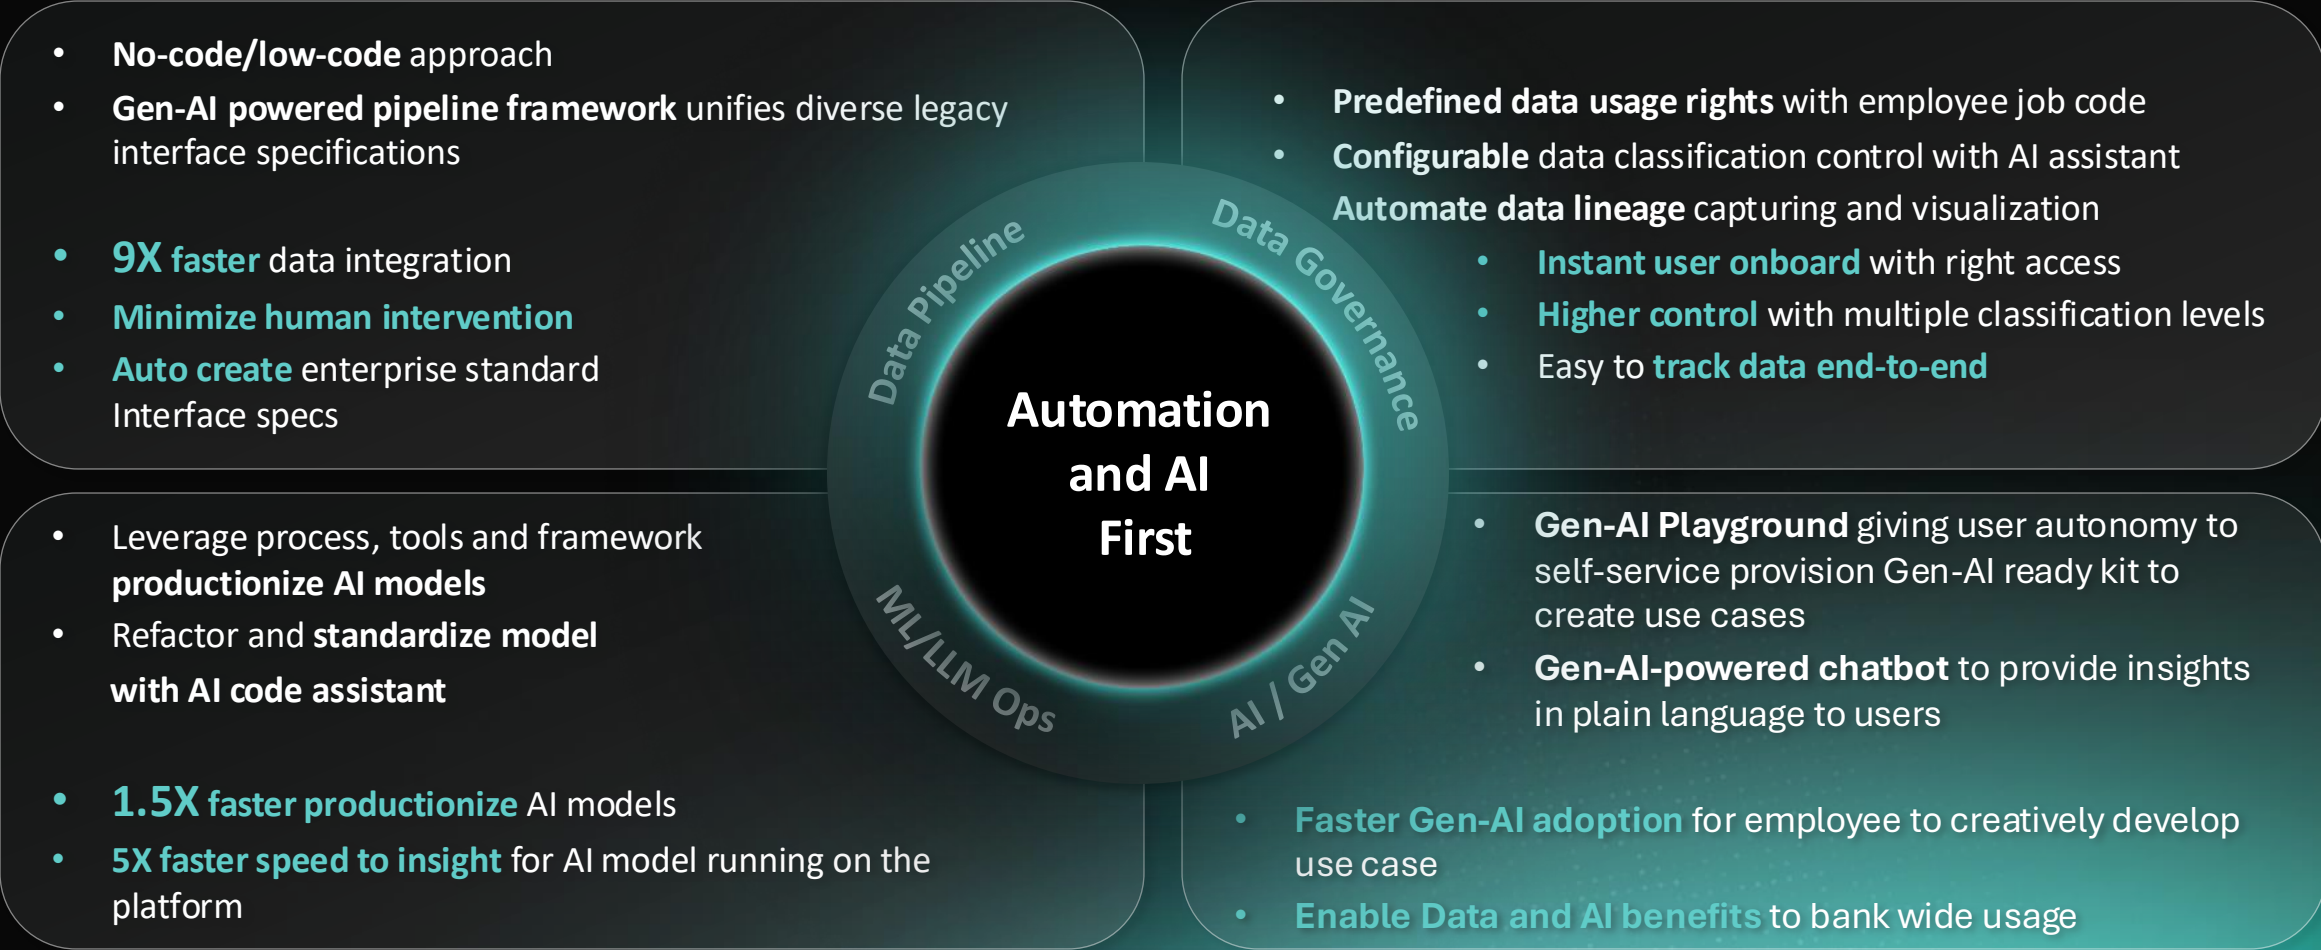 • No-code/low-code approach
• Gen-AI powered pipeline framework unifies diverse legacy
interface specifications
• 9X faster data integration
• Minimize human intervention
• Auto create enterprise standard
Interface specs
• Predefined data usage rights with employee job code
• Configurable data classification control with AI assistant
Automate data lineage capturing and visualization
• Instant user onboard with right access
• Higher control with multiple classification levels
• Easy to track data end-to-end
Data Pipeline
Data Governance
Automation
and AI
First
ML/LLM Ops
AI / Gen AI
• Leverage process, tools and framework
productionize AI models
• Refactor and standardize model
with AI code assistant
• 1.5X faster productionize AI models
• 5X faster speed to insight for AI model running on the
platform
• Gen-AI Playground giving user autonomy to
self-service provision Gen-AI ready kit to
create use cases
• Gen-AI-powered chatbot to provide insights
in plain language to users
• Faster Gen-AI adoption for employee to creatively develop
use case
• Enable Data and AI benefits to bank wide usage